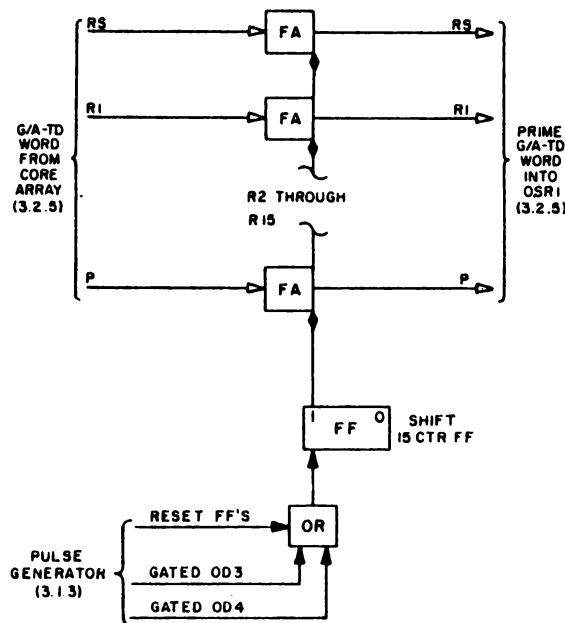 RS
FA
RS
R1
FA
R1
G/A-TD
WORD
FROM
CORE
ARRAY
(3.2.5)
PRIME
G/A-TD
WORD
INTO
OSR1
(3.2.5)
R2 THROUGH
R15
P
FA
P
1
FF
0
SHIFT
15 CTR FF
RESET FF'S
OR
PULSE
GENERATOR
(3.1.3)
GATED OD3
GATED OD4